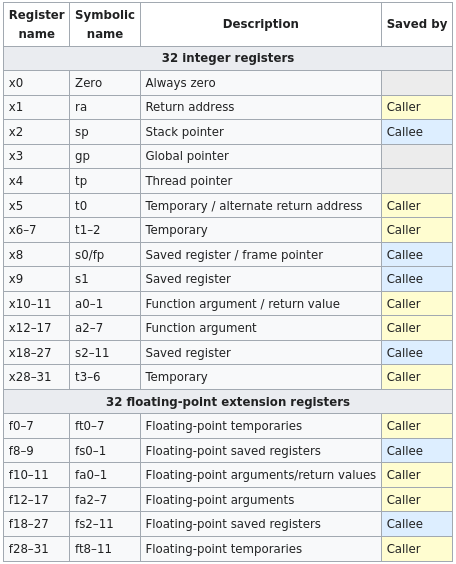 Register name Symbolic name Description Saved by
32 integer registers
x0 Zero Always zero
x1 ra Return address Caller
x2 sp Stack pointer Callee
x3 gp Global pointer
x4 tp Thread pointer
x5 t0 Temporary / alternate return address Caller
x6–7 t1–2 Temporary Caller
x8 s0/fp Saved register / frame pointer Callee
x9 s1 Saved register Callee
x10–11 a0–1 Function argument / return value Caller
x12–17 a2–7 Function argument Caller
x18–27 s2–11 Saved register Callee
x28–31 t3–6 Temporary Caller
32 floating-point extension registers
f0–7 ft0–7 Floating-point temporaries Caller
f8–9 fs0–1 Floating-point saved registers Callee
f10–11 fa0–1 Floating-point arguments/return values Caller
f12–17 fa2–7 Floating-point arguments Caller
f18–27 fs2–11 Floating-point saved registers Callee
f28–31 ft8–11 Floating-point temporaries Caller